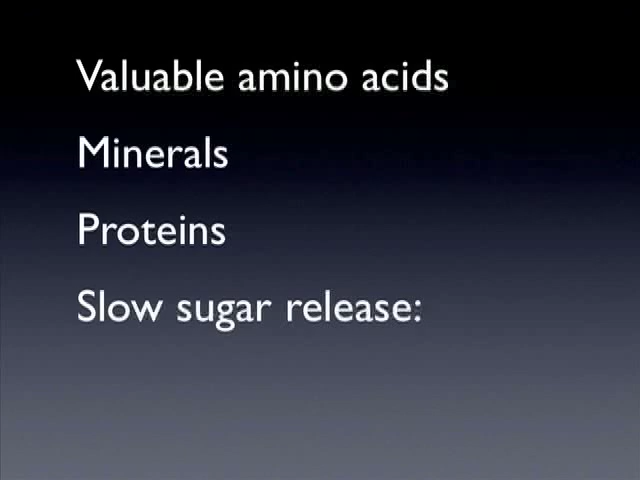 Valuable amino acids
Minerals
Proteins
Slow sugar release: